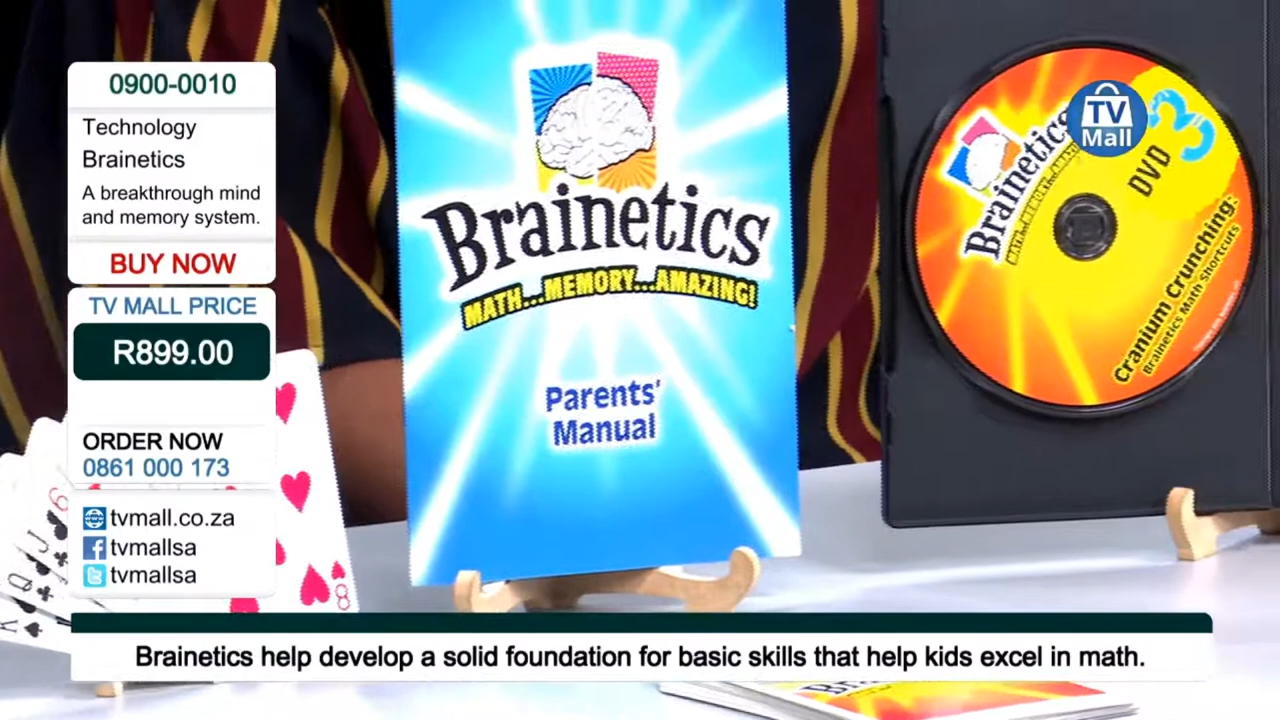 0900-0010
Technology
Brainetics
A breakthrough mind
and memory system.
BUY NOW
TV MALL PRICE
R899.00
ORDER NOW
0861 000 173
tvmall.co.za
tvmallsa
tvmallsa
Brainetics
MATH...MEMORY...AMAZING!
Parents'
Manual
TV
Mall
Brainetics
DVD 3
Cranium Crunching:
Brainetics Math Shortcuts
8
6
J
Q
K
Brainetics help develop a solid foundation for basic skills that help kids excel in math.